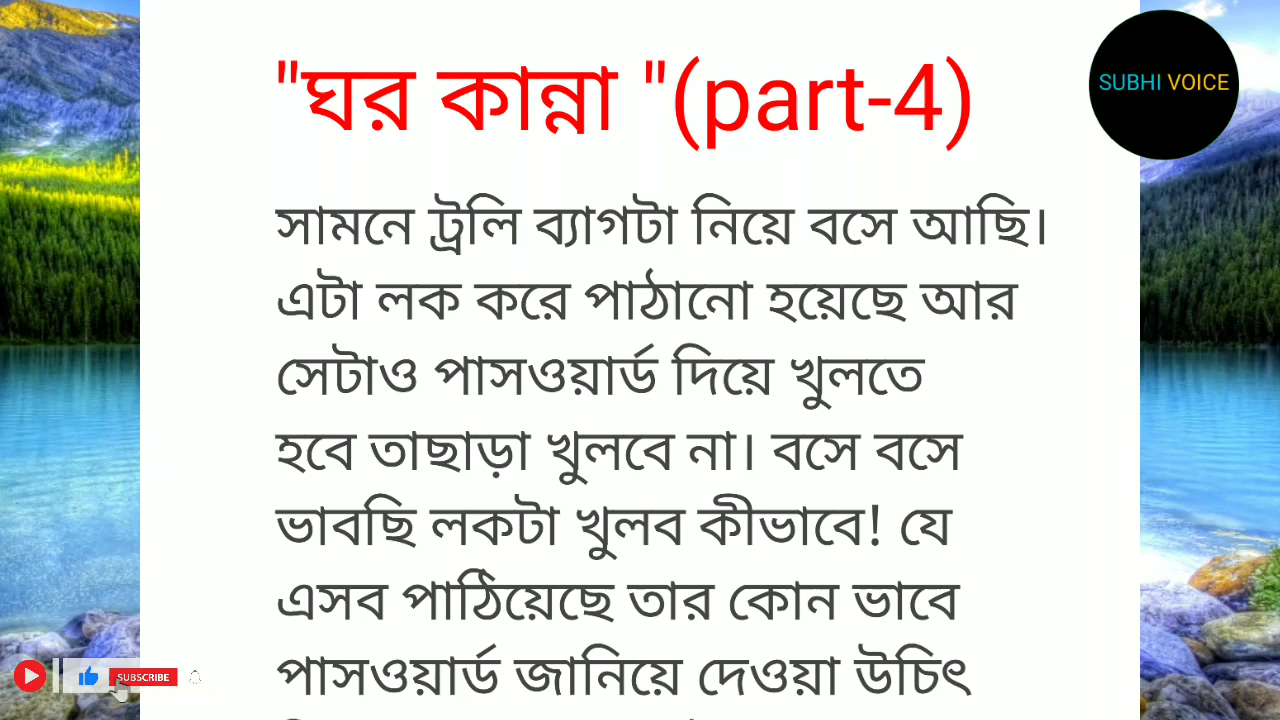 "ঘর কান্না "(part-4)
SUBHI VOICE
সামনে ট্রলি ব্যাগটা নিয়ে বসে আছি।
এটা লক করে পাঠানো হয়েছে আর
সেটাও পাসওয়ার্ড দিয়ে খুলতে
হবে তাছাড়া খুলবে না। বসে বসে
ভাবছি লকটা খুলব কীভাবে! যে
এসব পাঠিয়েছে তার কোন ভাবে
পাসওয়ার্ড জানিয়ে দেওয়া উচিৎ
SUBSCRIBE